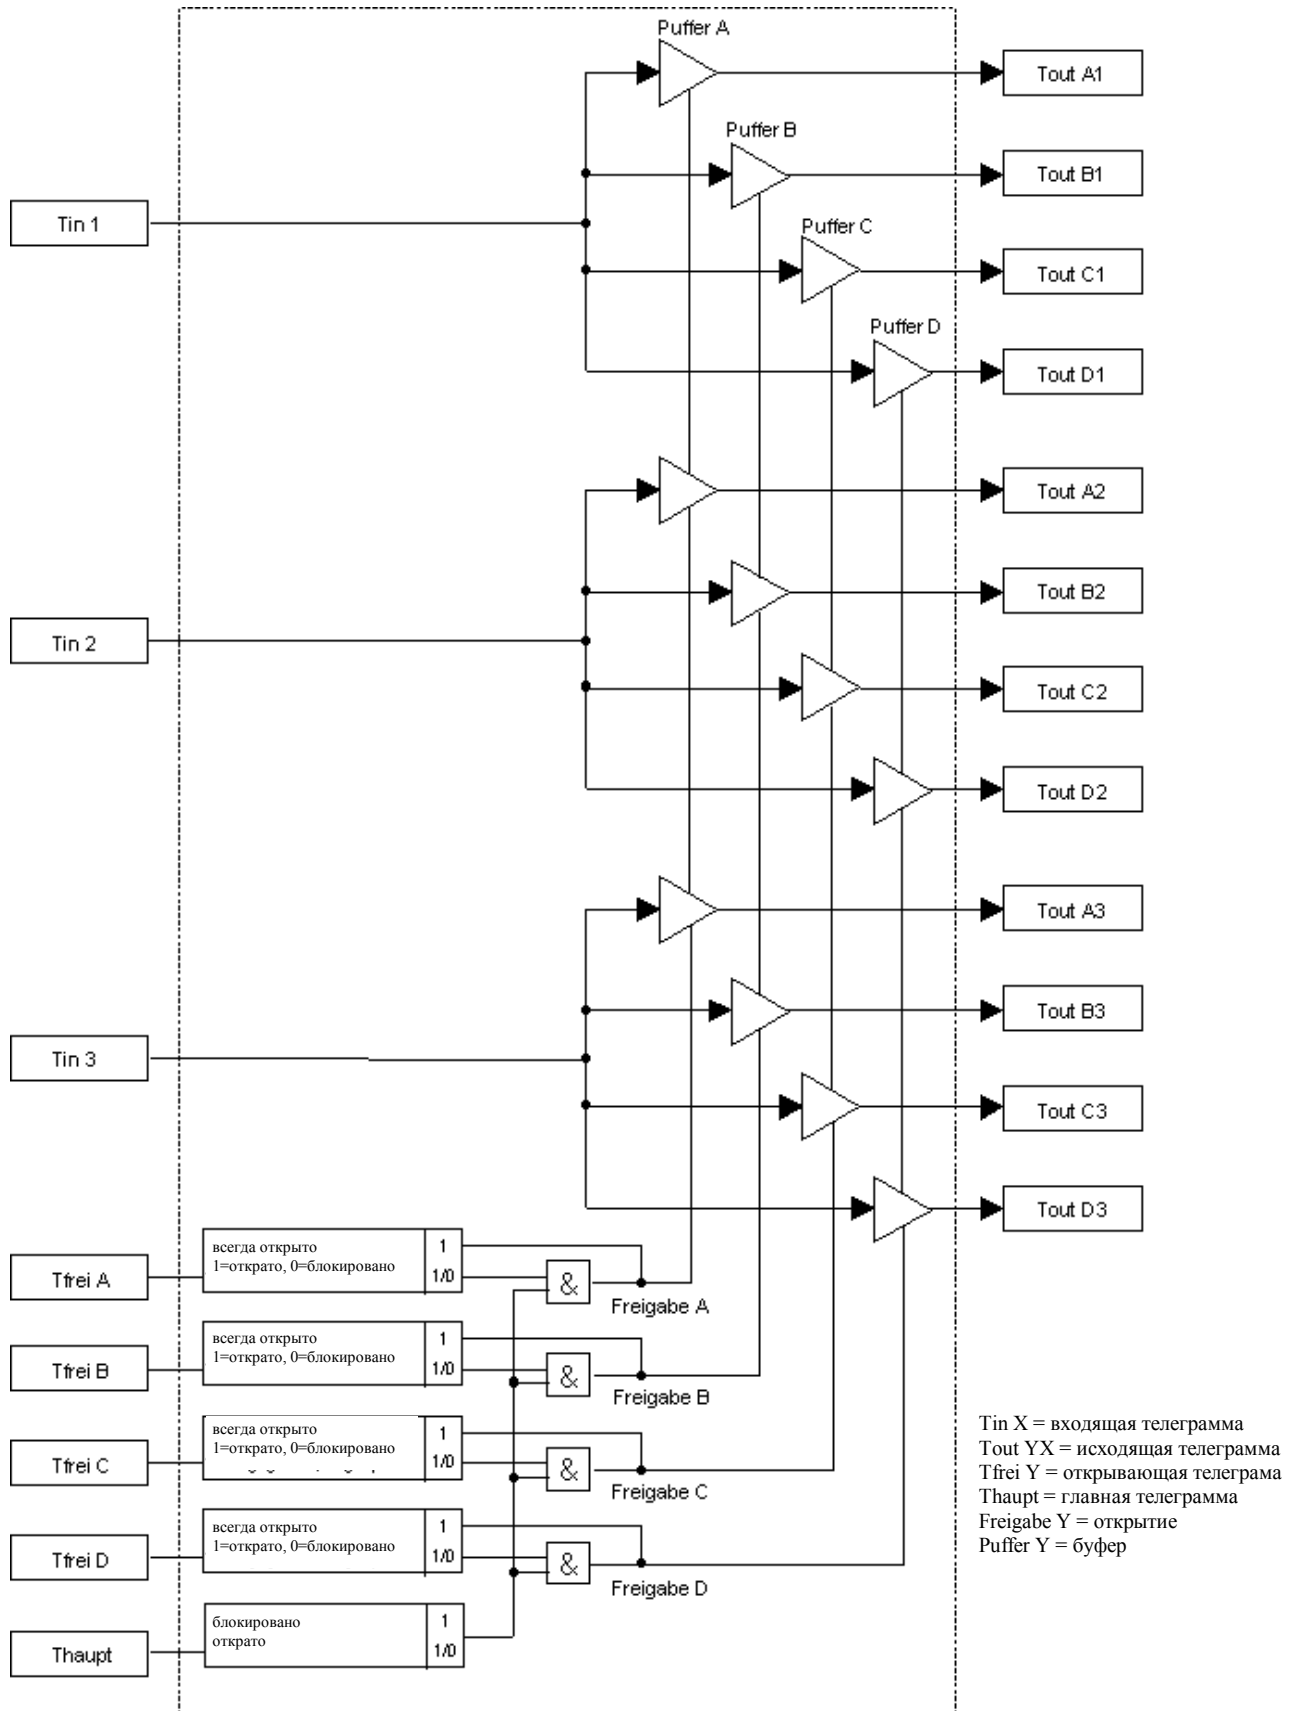 Puffer A
Tout A1
Puffer B
Tout B1
Tin 1
Puffer C
Tout C1
Puffer D
Tout D1
Tout A2
Tout B2
Tin 2
Tout C2
Tout D2
Tout A3
Tout B3
Tin 3
Tout C3
Tout D3
Tfrei A
всегда открыто 1
1=открато, 0=блокировано 1/0
&
Freigabe A
Tfrei B
всегда открыто 1
1=открато, 0=блокировано 1/0
&
Freigabe B
Tfrei C
всегда открыто 1
1=открато, 0=блокировано 1/0
&
Freigabe C
Tfrei D
всегда открыто 1
1=открато, 0=блокировано 1/0
&
Freigabe D
Thaupt
блокировано 1
открато 1/0
Tin X = входящая телеграмма
Tout YX = исходящая телеграмма
Tfrei Y = открывающая телеграма
Thaupt = главная телеграмма
Freigabe Y = открытие
Puffer Y = буфер